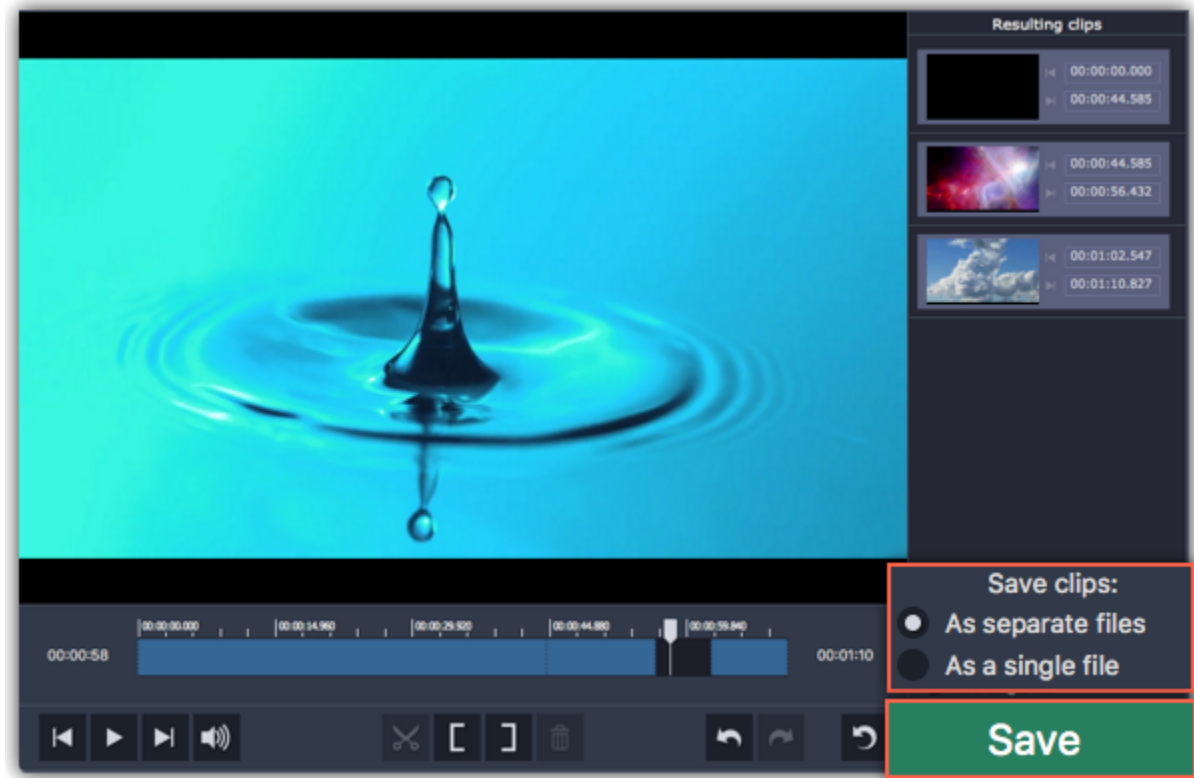 Resulting clips
00:00:00.000
00:00:44.585
00:00:44.585
00:00:56.432
00:01:02.547
00:01:10.827
Save clips:
As separate files
As a single file
00:00:00.000 00:00:14.960 00:00:29.920 00:00:44.880 00:00:59.840
00:00:58
00:01:10
Save